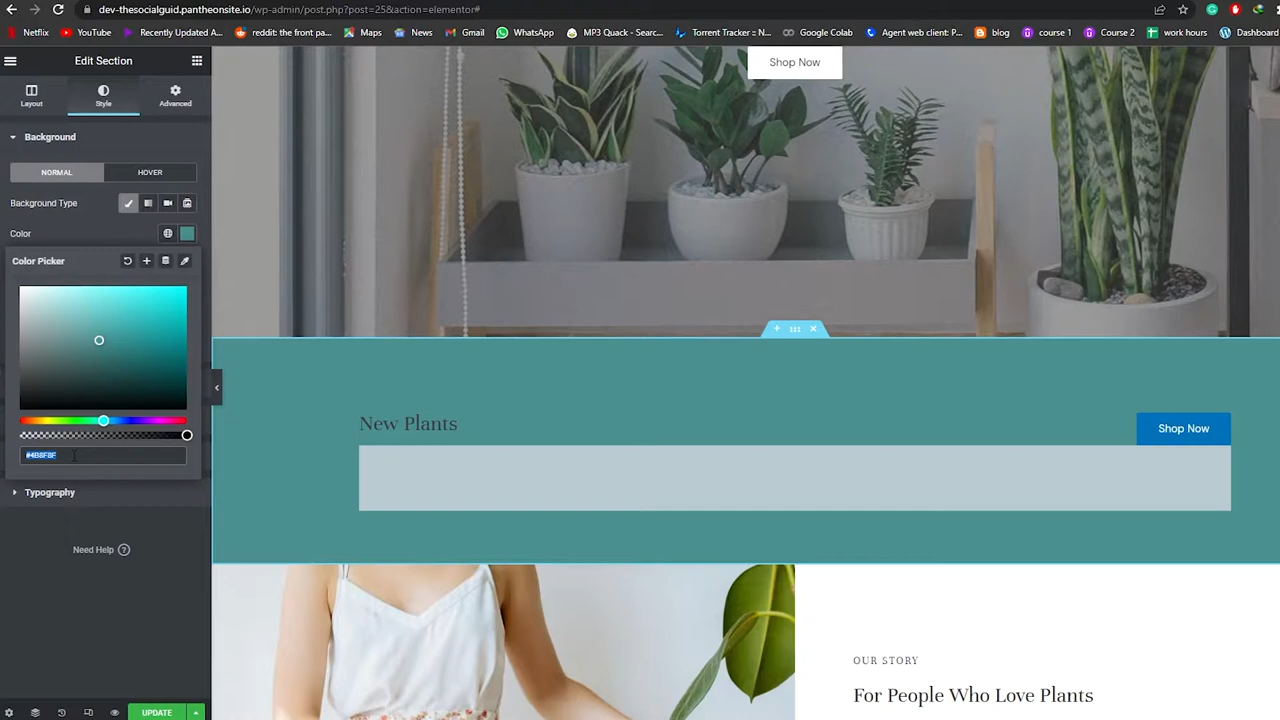 dev-thesocialguid.pantheonsite.io/wp-admin/post.php?post=25&action=elementor#
Netflix
YouTube
Recently Updated A...
reddit: the front pa...
Maps
News
Gmail
WhatsApp
MP3 Quack - Searc...
Torrent Tracker :: N...
Google Colab
Agent web client: P...
blog
course 1
Course 2
work hours
Dashboard
Edit Section
Layout
Style
Advanced
Background
NORMAL
HOVER
Background Type
Color
Color Picker
#4B8F8F
Typography
Need Help
UPDATE
Shop Now
New Plants
Shop Now
OUR STORY
For People Who Love Plants